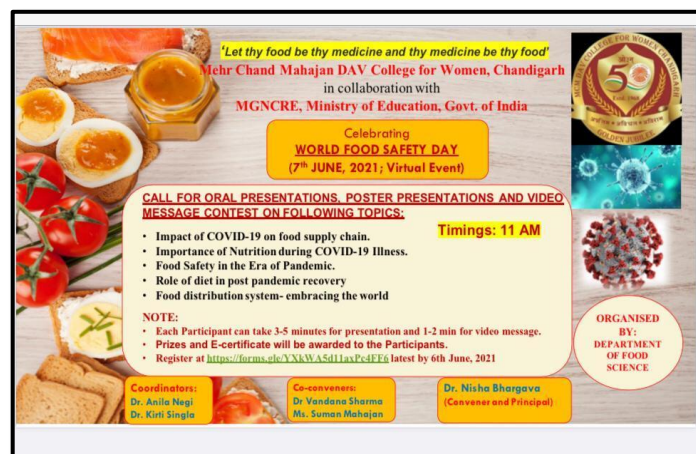 'Let thy food be thy medicine and thy medicine be thy food'
Mehr Chand Mahajan DAV College for Women, Chandigarh
in collaboration with
MGNCRE, Ministry of Education, Govt. of India
Celebrating
WORLD FOOD SAFETY DAY
(7th JUNE, 2021; Virtual Event)
MCM DAV COLLEGE FOR WOMEN CHANDIGARH
50
GOLDEN JUBILEE
CALL FOR ORAL PRESENTATIONS, POSTER PRESENTATIONS AND VIDEO
MESSAGE CONTEST ON FOLLOWING TOPICS:
Timings: 11 AM
• Impact of COVID-19 on food supply chain.
• Importance of Nutrition during COVID-19 Illness.
• Food Safety in the Era of Pandemic.
• Role of diet in post pandemic recovery
• Food distribution system- embracing the world
NOTE:
• Each Participant can take 3-5 minutes for presentation and 1-2 min for video message.
• Prizes and E-certificate will be awarded to the Participants.
• Register at https://forms.gle/YXkWA5d11axPc4FF6 latest by 6th June, 2021
ORGANISED
BY:
DEPARTMENT
OF FOOD
SCIENCE
Coordinators:
Dr. Anila Negi
Dr. Kirti Singla
Co-conveners:
Dr Vandana Sharma
Ms. Suman Mahajan
Dr. Nisha Bhargava
(Convener and Principal)